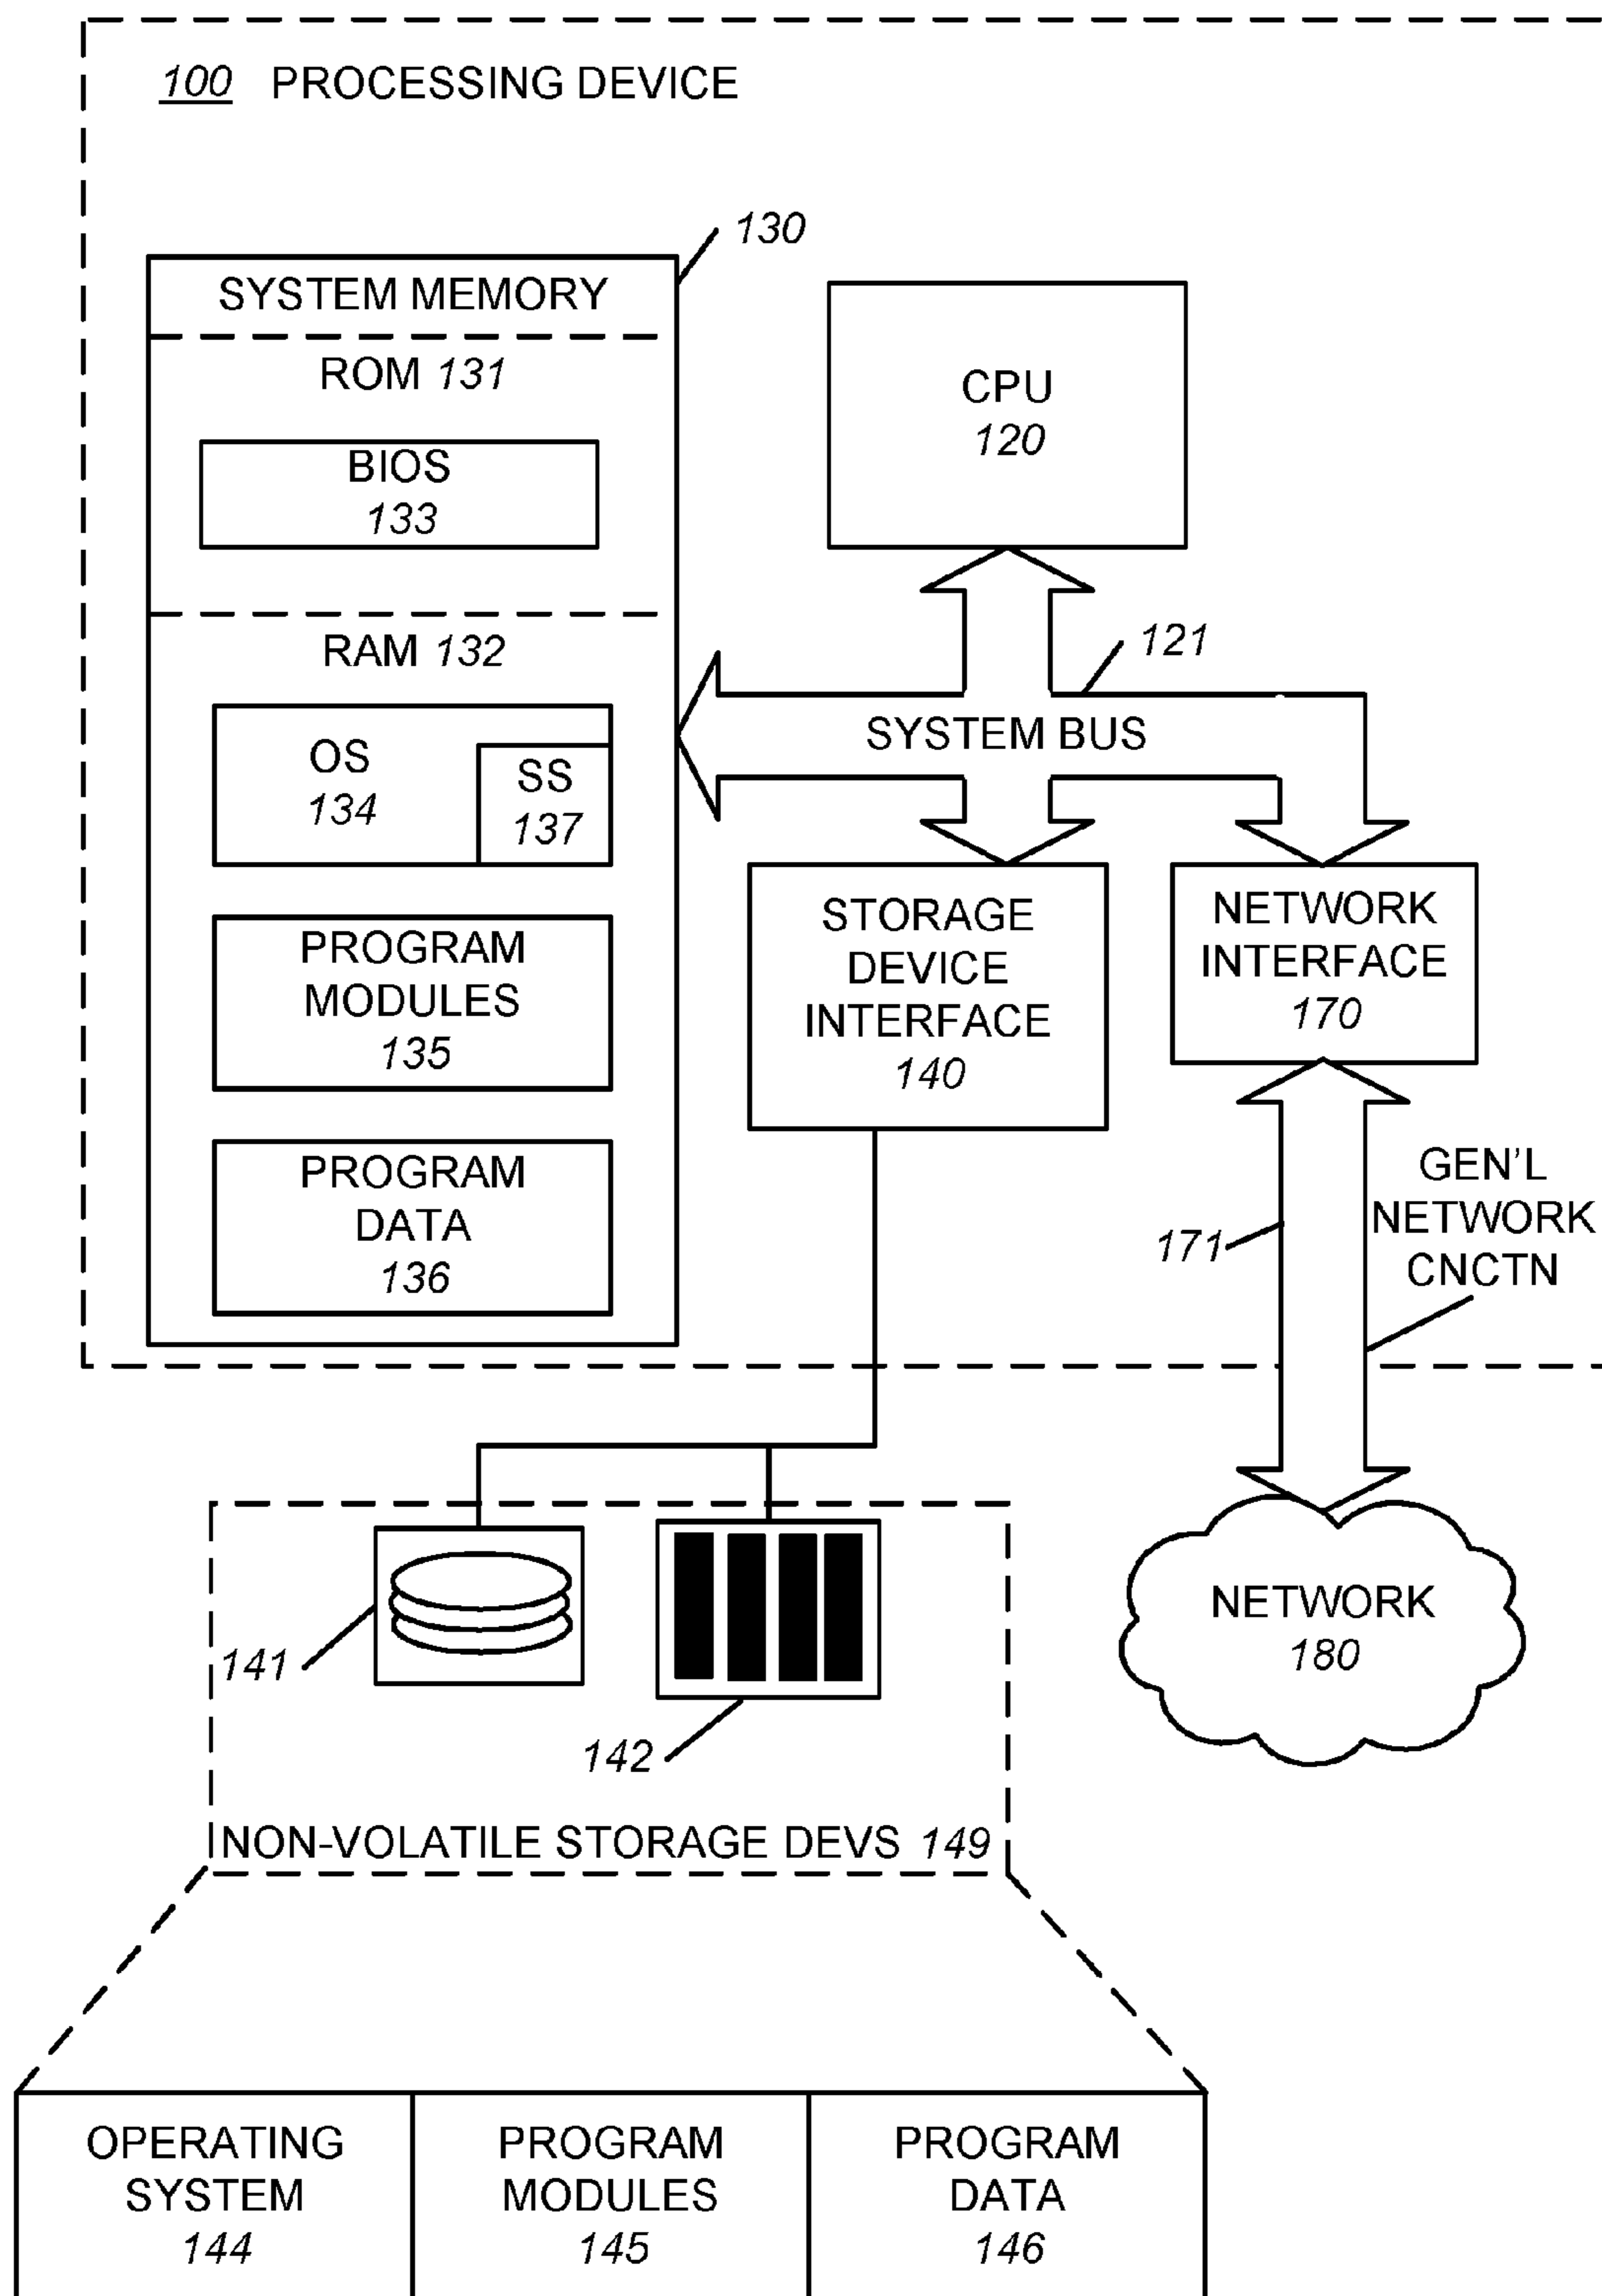 100 PROCESSING DEVICE
130
SYSTEM MEMORY
ROM 131
BIOS
133
RAM 132
OS
134
SS
137
PROGRAM
MODULES
135
PROGRAM
DATA
136
CPU
120
121
SYSTEM BUS
STORAGE
DEVICE
INTERFACE
140
NETWORK
INTERFACE
170
171
GEN'L
NETWORK
CNCTN
141
142
NON-VOLATILE STORAGE DEVS 149
NETWORK
180
OPERATING
SYSTEM
144
PROGRAM
MODULES
145
PROGRAM
DATA
146